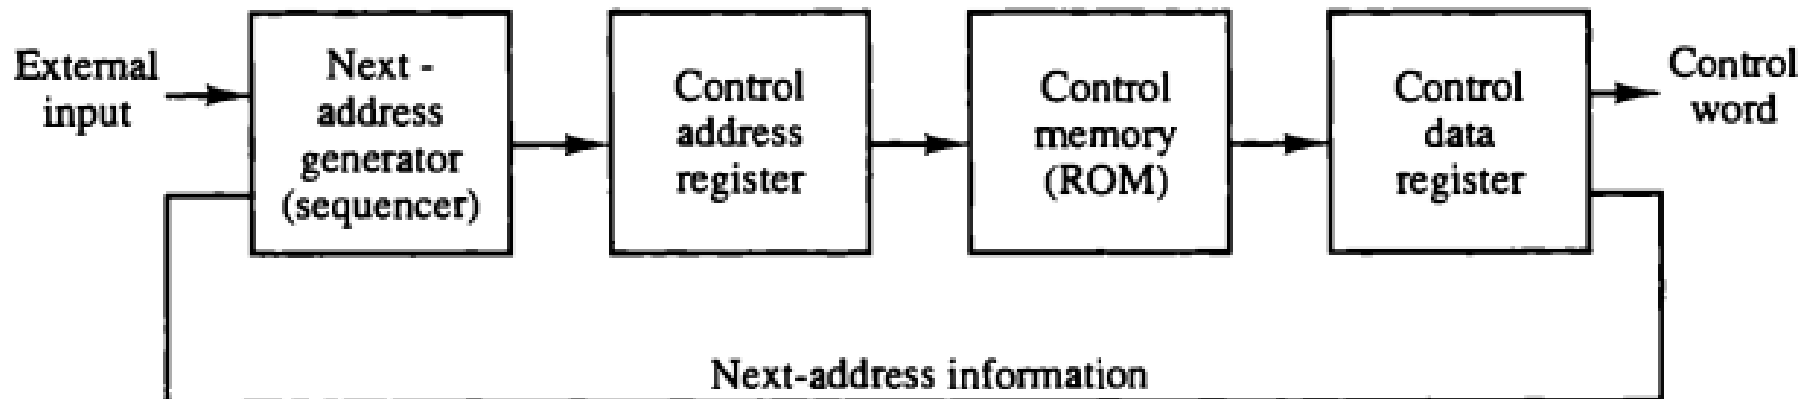 External
input
Next -
address
generator
(sequencer)
Control
address
register
Control
memory
(ROM)
Control
data
register
Control
word
Next-address information